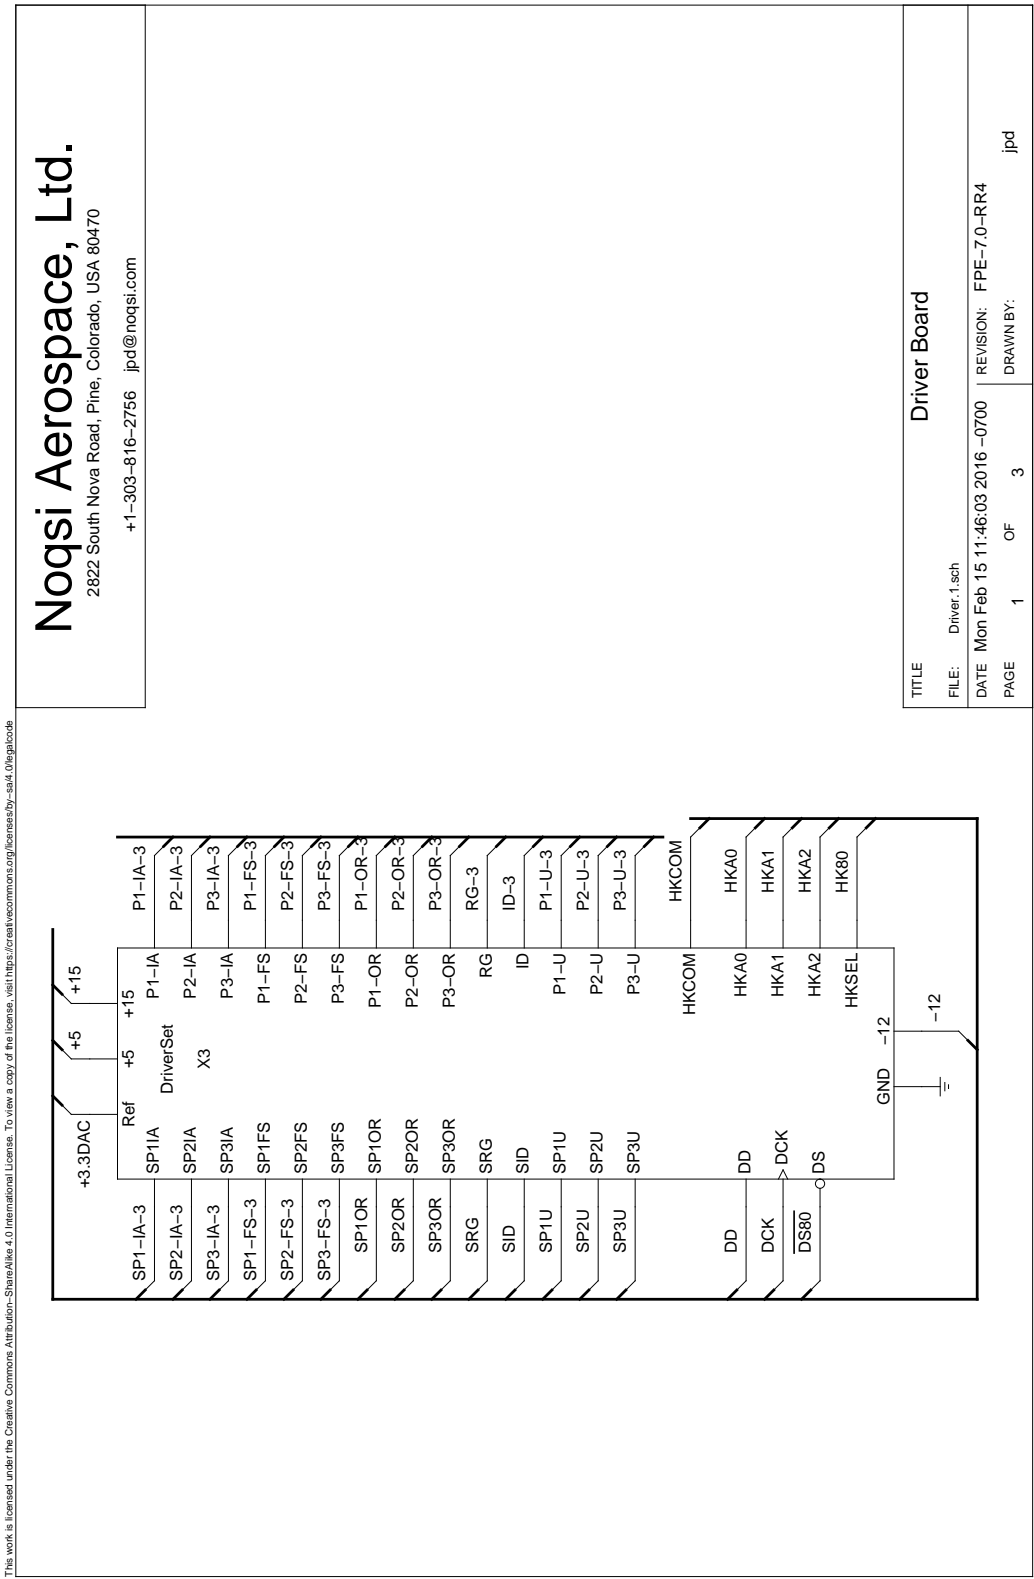 This work is licensed under the Creative Commons Attribution−ShareAlike 4.0 International License. To view a copy of the license, visit https://creativecommons.org/licenses/by−sa/4.0/legalcode
Noqsi Aerospace, Ltd.
2822 South Nova Road, Pine, Colorado, USA 80470
+1−303−816−2756 jpd@noqsi.com
+3.3DAC
+5
+15
Ref
+5
+15
DriverSet
X3
SP1−IA−3 SP1IA P1−IA P1−IA−3
SP2−IA−3 SP2IA P2−IA P2−IA−3
SP3−IA−3 SP3IA P3−IA P3−IA−3
SP1−FS−3 SP1FS P1−FS P1−FS−3
SP2−FS−3 SP2FS P2−FS P2−FS−3
SP3−FS−3 SP3FS P3−FS P3−FS−3
SP1OR SP1OR P1−OR P1−OR−3
SP2OR SP2OR P2−OR P2−OR−3
SP3OR SP3OR P3−OR P3−OR−3
SRG SRG RG RG−3
SID SID ID ID−3
SP1U SP1U P1−U P1−U−3
SP2U SP2U P2−U P2−U−3
SP3U SP3U P3−U P3−U−3
HKCOM HKCOM
DD DD HKA0 HKA0
DCK DCK HKA1 HKA1
DS80 DS HKA2 HKA2
HKSEL HK80
GND −12
−12
TITLE
Driver Board
FILE: Driver.1.sch
DATE Mon Feb 15 11:46:03 2016 −0700 REVISION: FPE−7.0−RR4
PAGE 1 OF 3 DRAWN BY: jpd